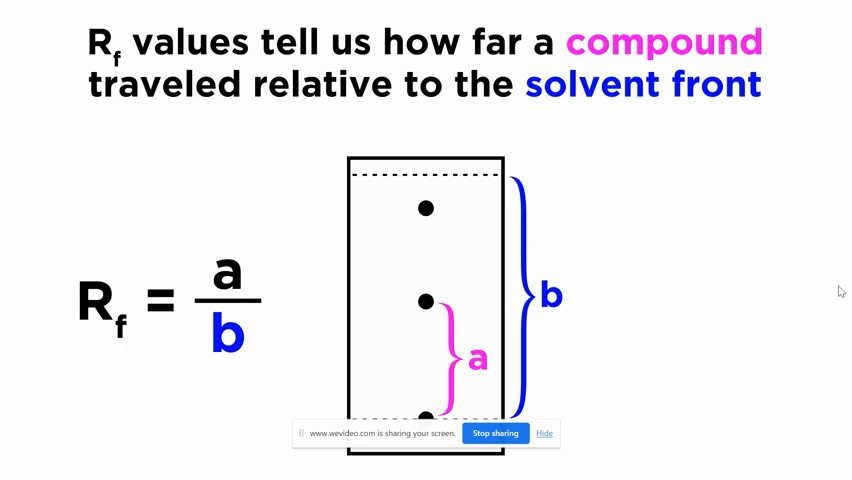 Rf values tell us how far a compound
traveled relative to the solvent front
Rf = a
b
b
a
www.wevideo.com is sharing your screen. Stop sharing Hide